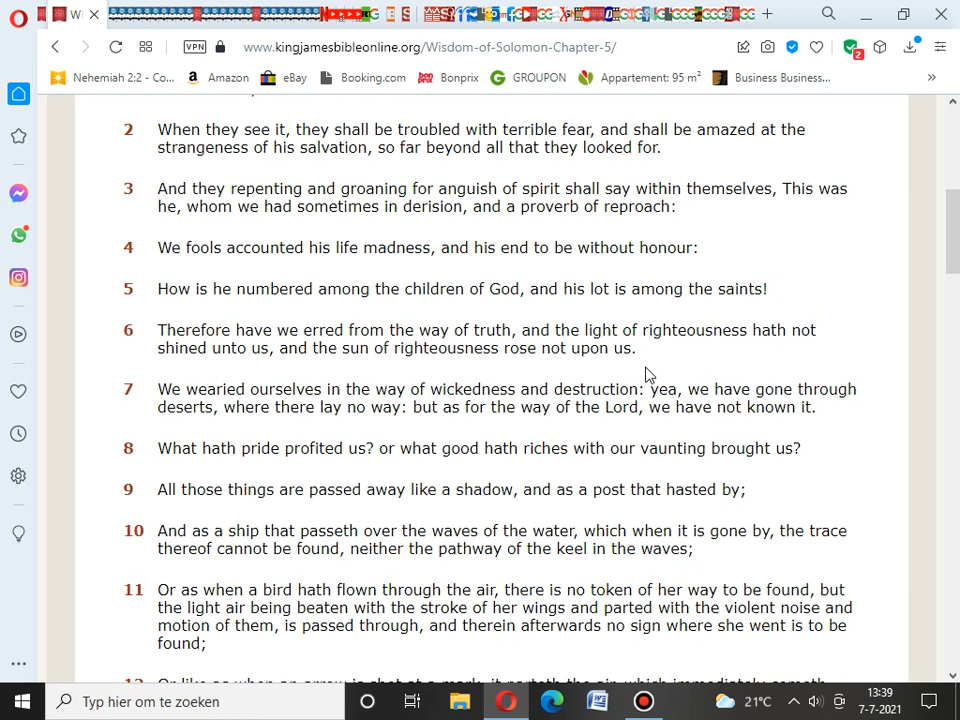 W
VPN www.kingjamesbibleonline.org/Wisdom-of-Solomon-Chapter-5/
2
Nehemiah 2:2 - Co... Amazon eBay Booking.com Bonprix GROUPON Appartement: 95 m² Business Business... »
2 When they see it, they shall be troubled with terrible fear, and shall be amazed at the
strangeness of his salvation, so far beyond all that they looked for.
3 And they repenting and groaning for anguish of spirit shall say within themselves, This was
he, whom we had sometimes in derision, and a proverb of reproach:
4 We fools accounted his life madness, and his end to be without honour:
5 How is he numbered among the children of God, and his lot is among the saints!
6 Therefore have we erred from the way of truth, and the light of righteousness hath not
shined unto us, and the sun of righteousness rose not upon us.
7 We wearied ourselves in the way of wickedness and destruction: yea, we have gone through
deserts, where there lay no way: but as for the way of the Lord, we have not known it.
8 What hath pride profited us? or what good hath riches with our vaunting brought us?
9 All those things are passed away like a shadow, and as a post that hasted by;
10 And as a ship that passeth over the waves of the water, which when it is gone by, the trace
thereof cannot be found, neither the pathway of the keel in the waves;
11 Or as when a bird hath flown through the air, there is no token of her way to be found, but
the light air being beaten with the stroke of her wings and parted with the violent noise and
motion of them, is passed through, and therein afterwards no sign where she went is to be
found;
Typ hier om te zoeken
21°C
13:39
7-7-2021